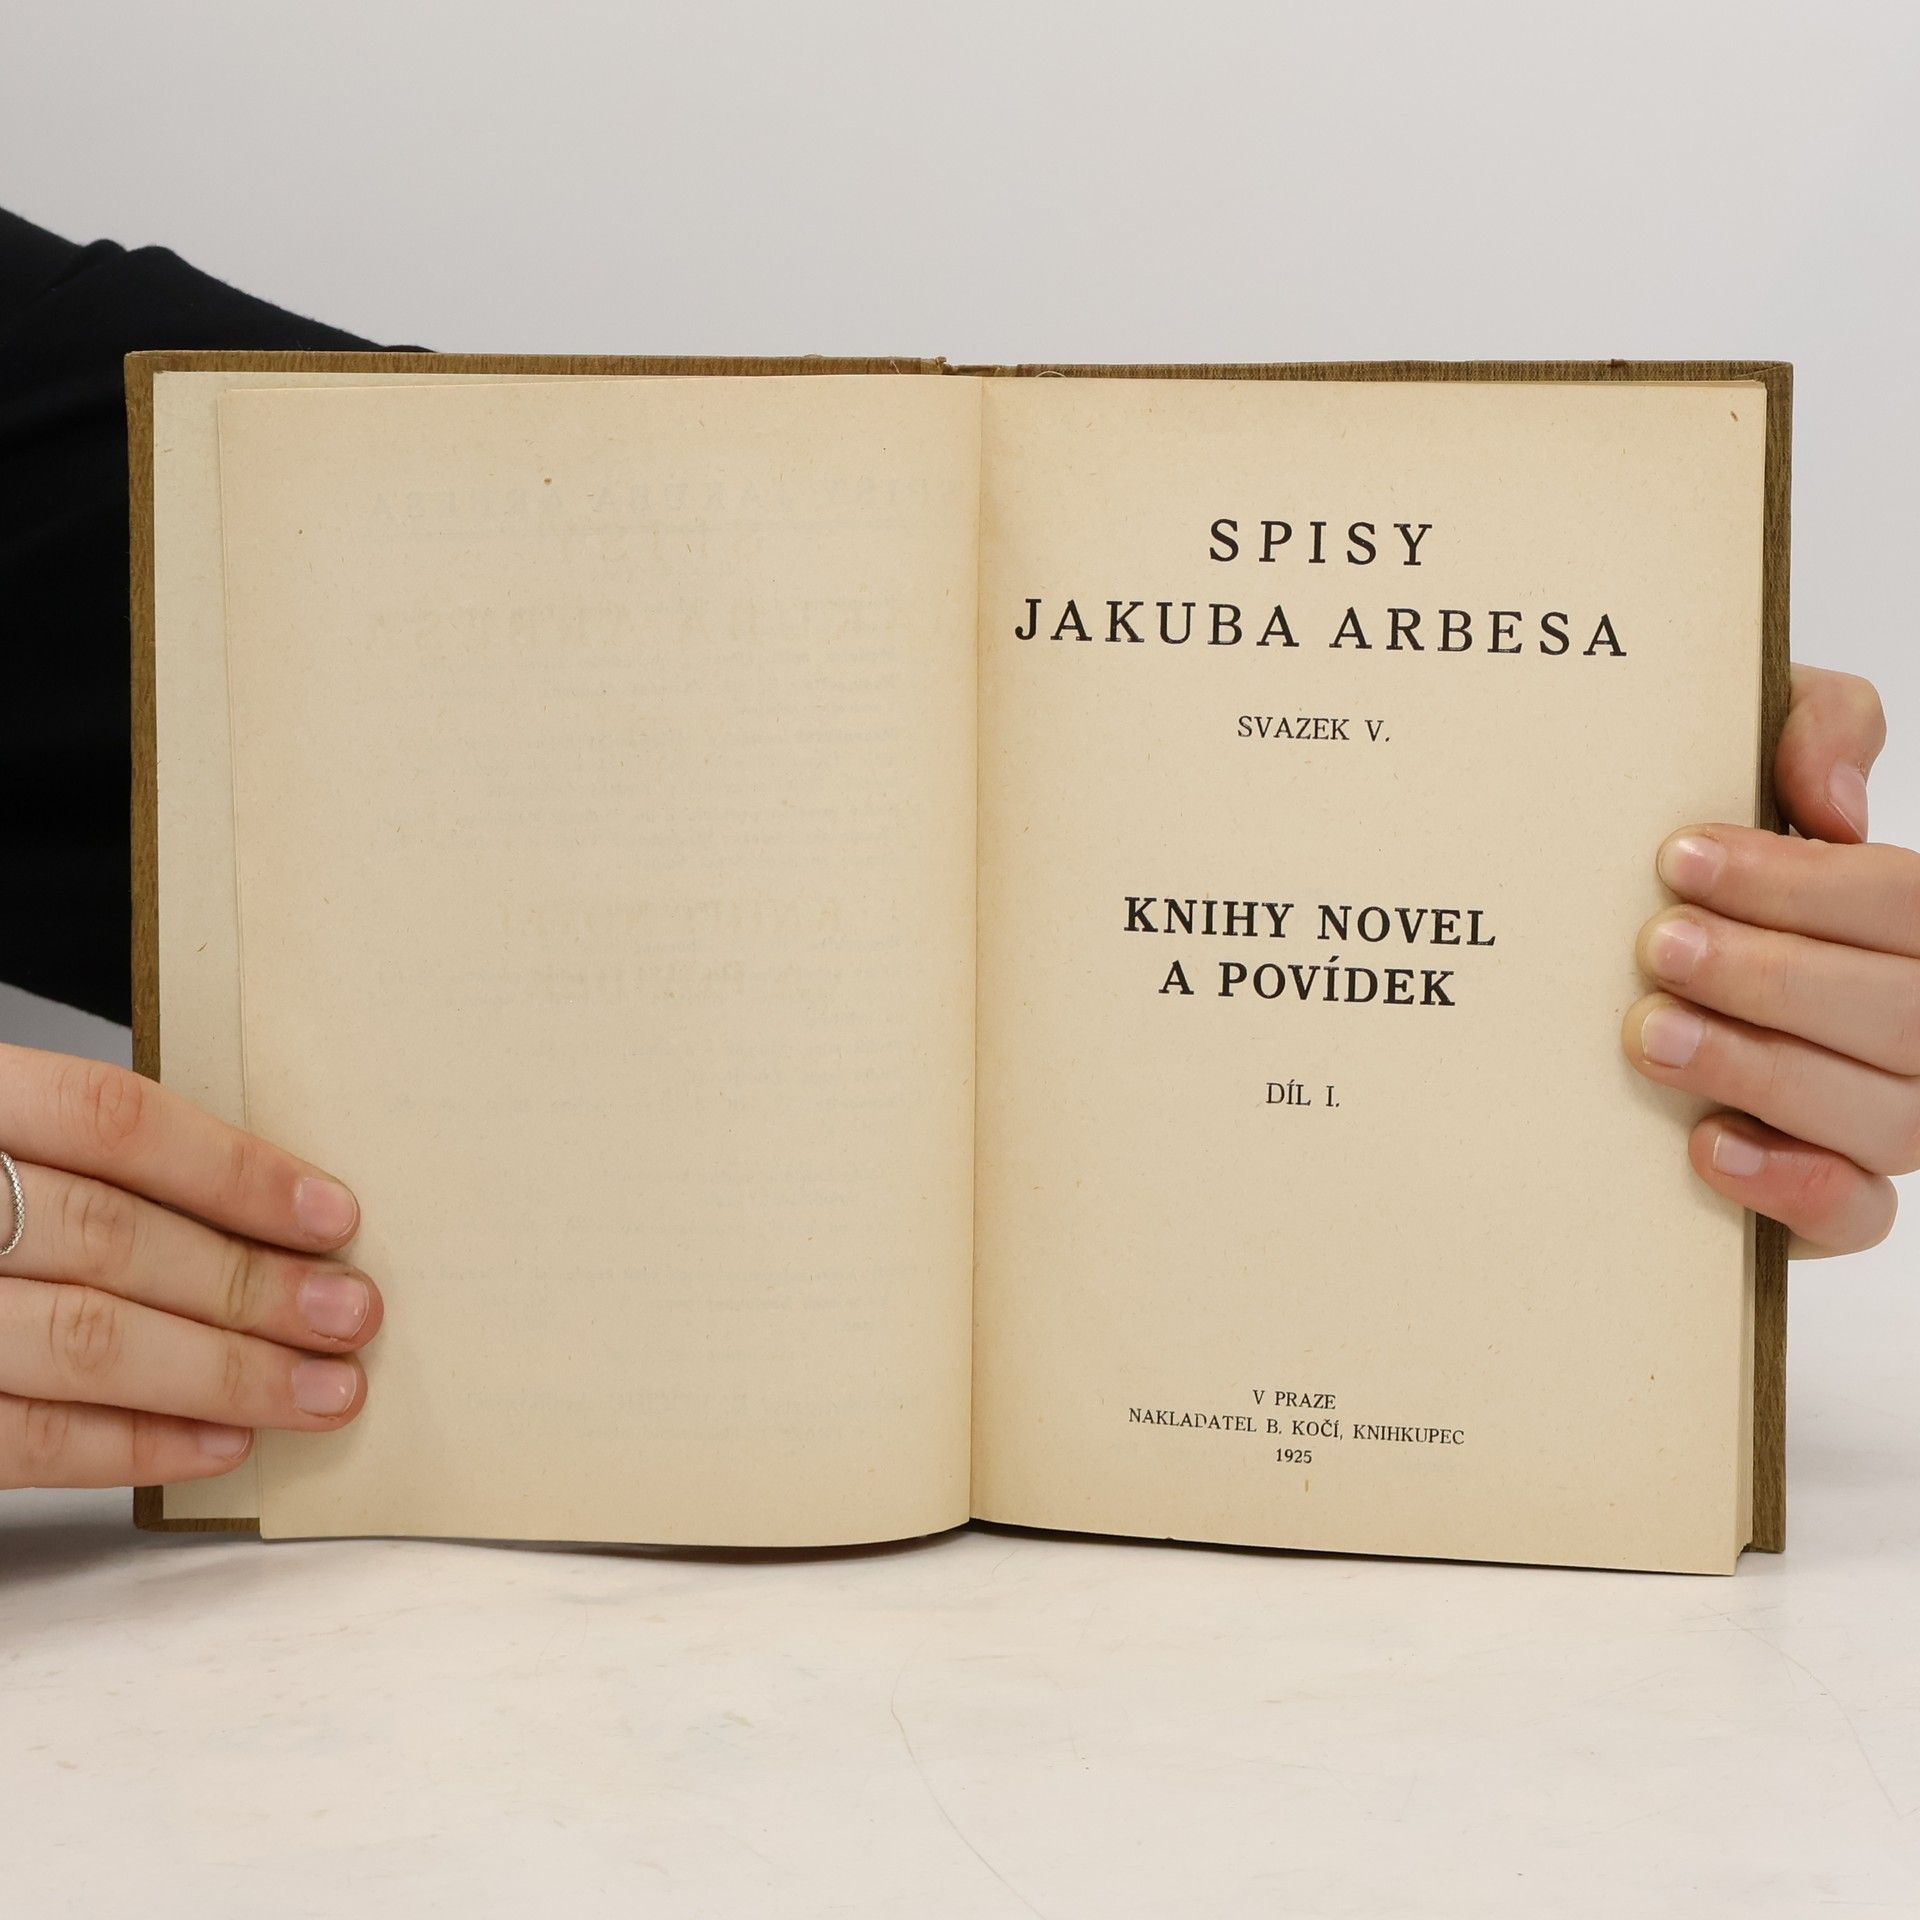 SPISY
JAKUBA ARBESA
SVAZEK V.
KNIHY NOVEL
A POVÍDEK
DÍL I.
V PRAZE
NAKLADATEL B. KOČÍ, KNIHKUPEC
1925